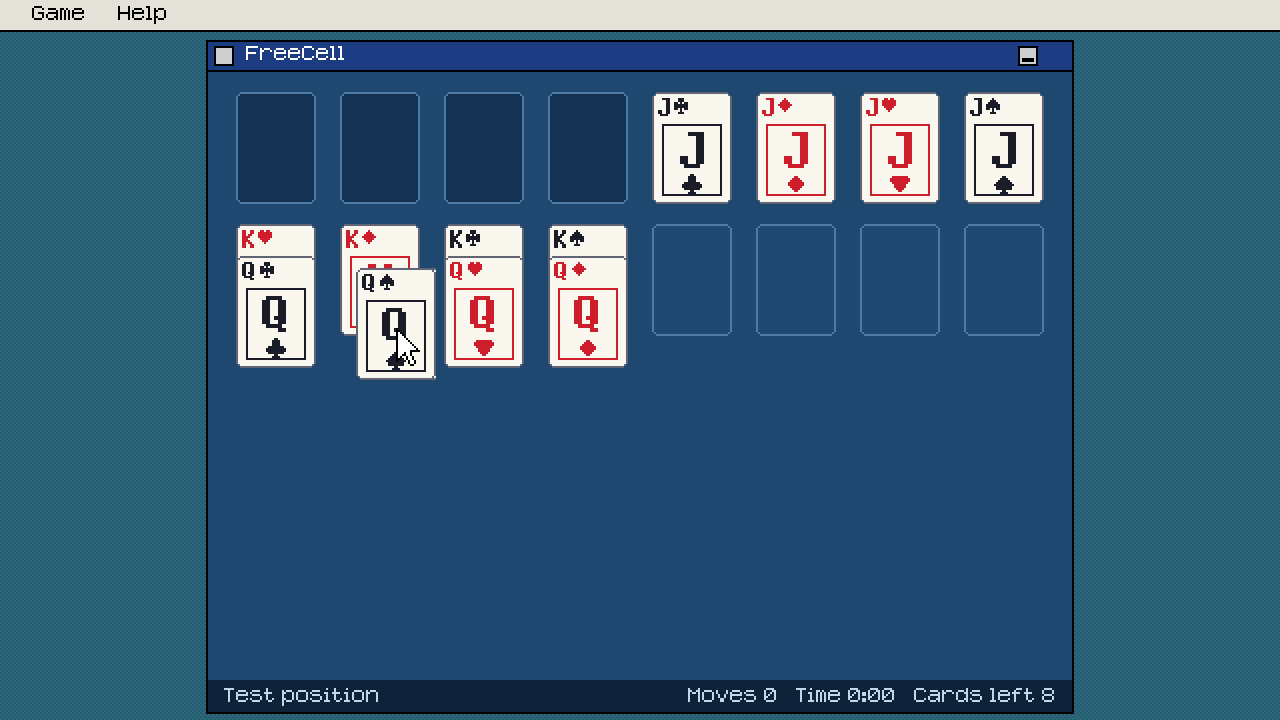 Game Help
FreeCell
J♣ J♦ J♥ J♠
J J J J
K♥ K♦ K♣ K♠
Q♣ Q♠ Q♥ Q♦
Q Q Q Q
Test position Moves 0 Time 0:00 Cards left 8